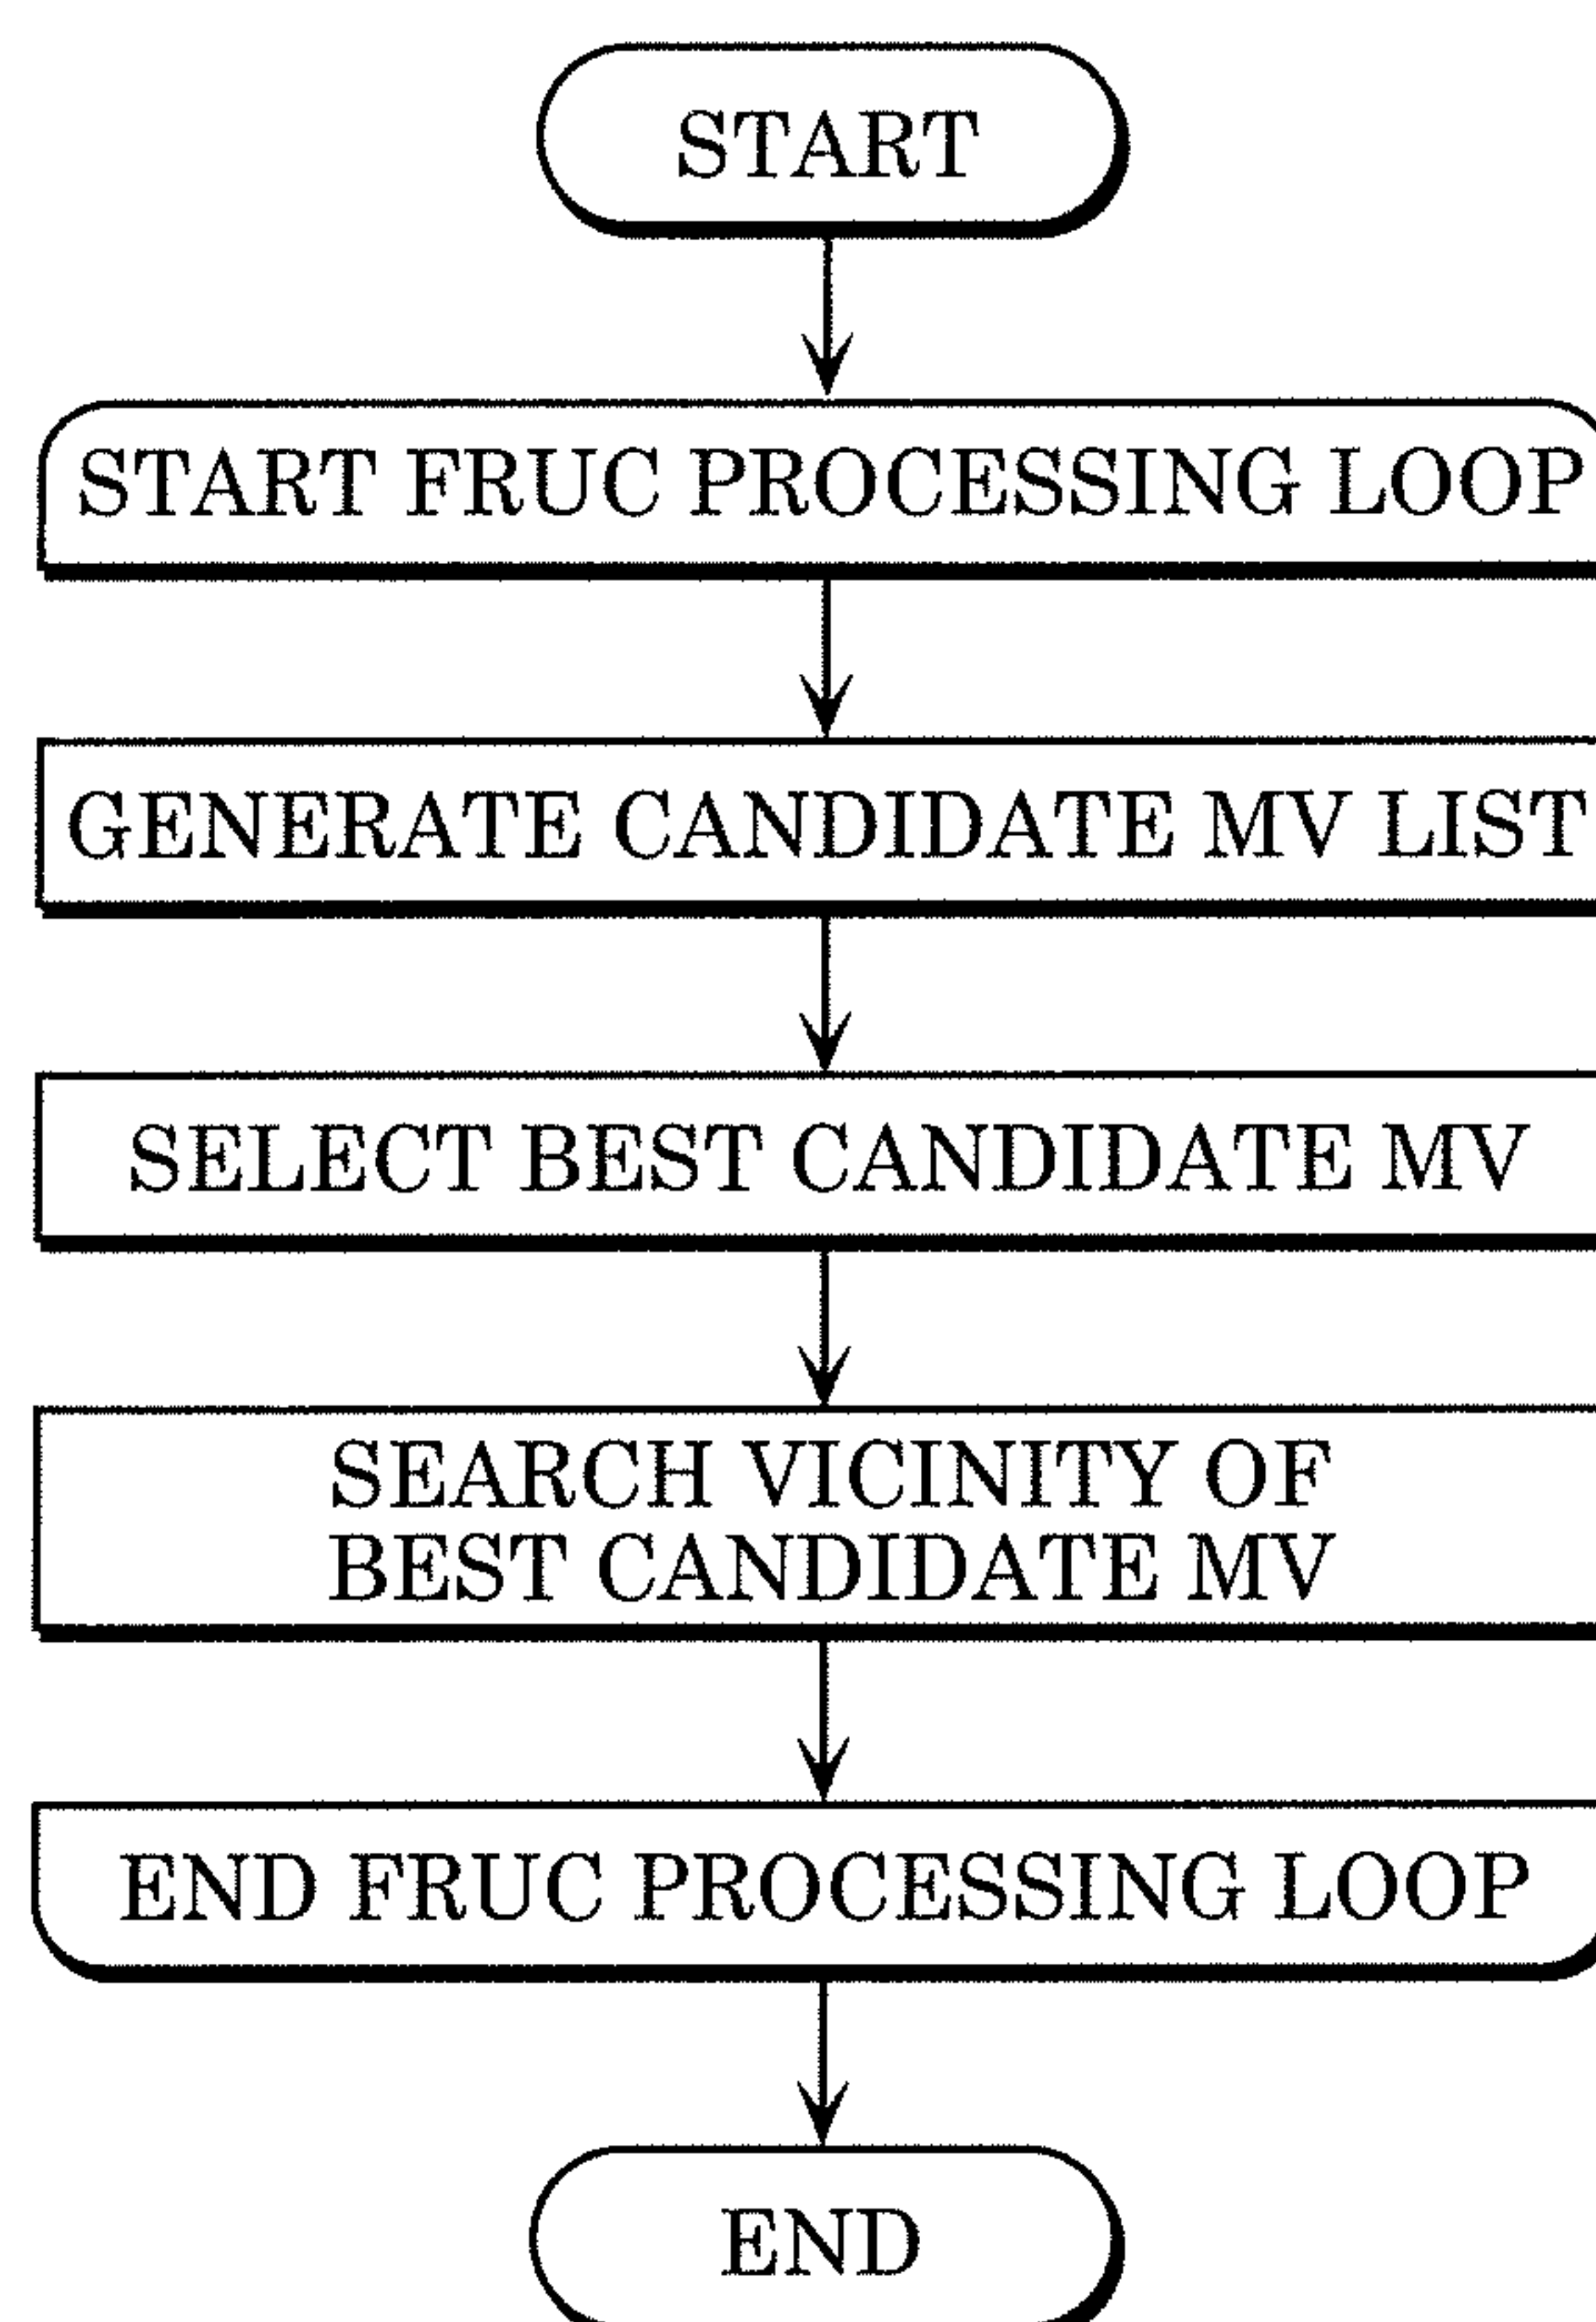 START
START FRUC PROCESSING LOOP
GENERATE CANDIDATE MV LIST
SELECT BEST CANDIDATE MV
SEARCH VICINITY OF
BEST CANDIDATE MV
END FRUC PROCESSING LOOP
END